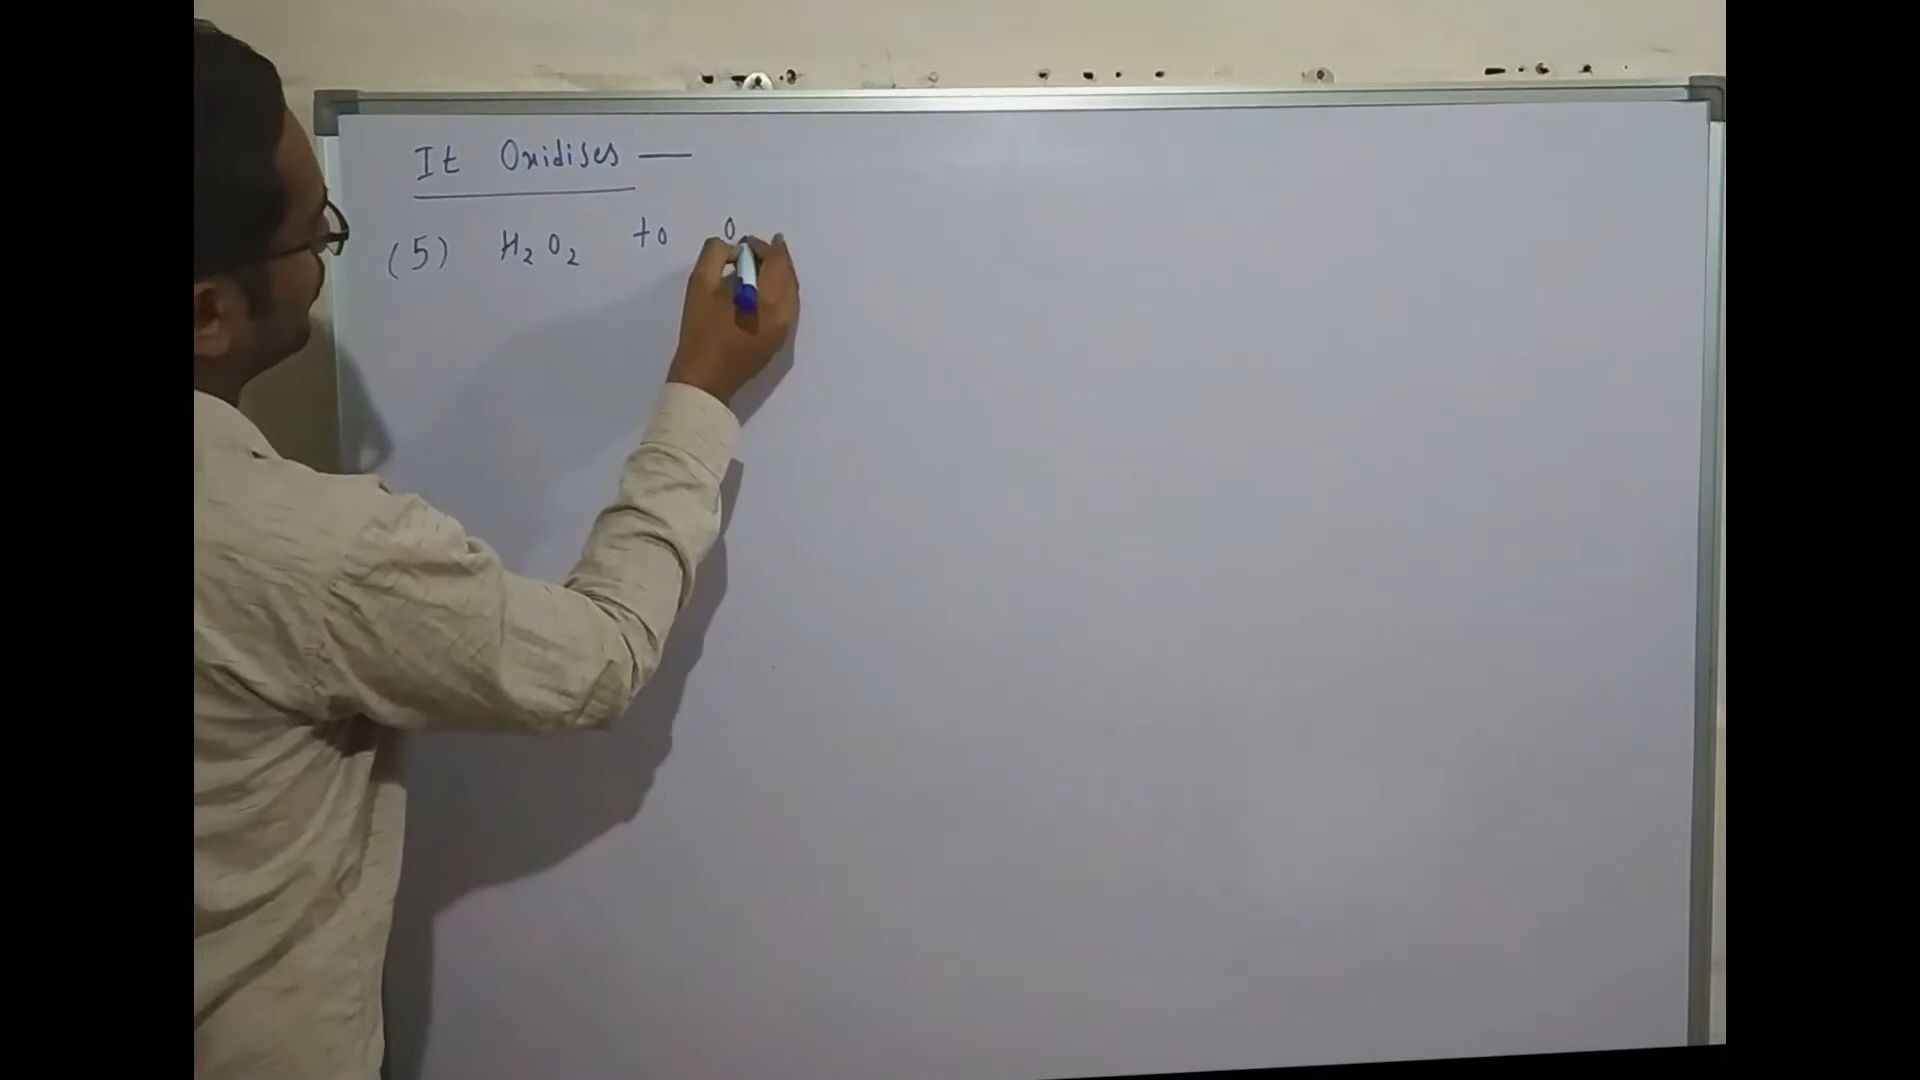 It Oxidises —
(5) H₂O₂ to O